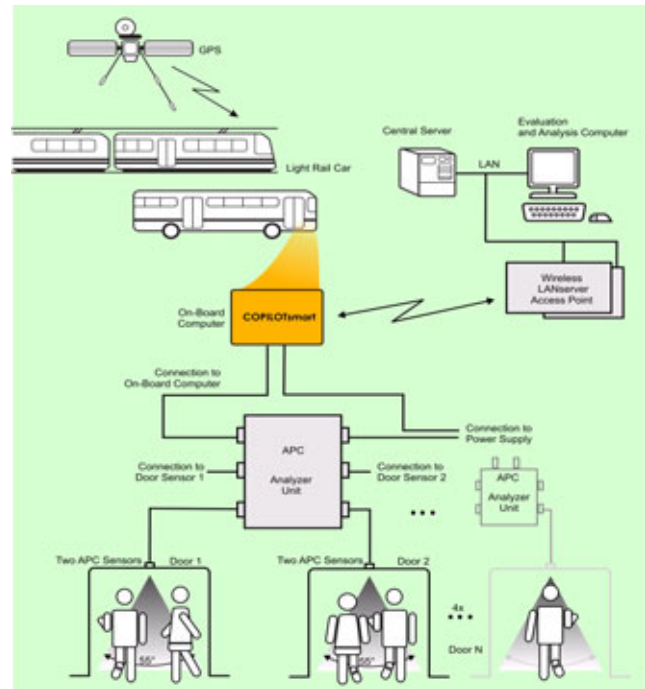 GPS
Light Rail Car
Central Server
Evaluation
and Analysis Computer
LAN
Wireless
LANserver
Access Point
On-Board
Computer
COPILOTsmart
Connection to
On-Board Computer
Connection to
Power Supply
APC
Analyzer
Unit
Connection to
Door Sensor 1
Connection to
Door Sensor 2
APC
Analyzer
Unit
Two APC Sensors
Door 1
Two APC Sensors
Door 2
4x
Door N
55°
55°